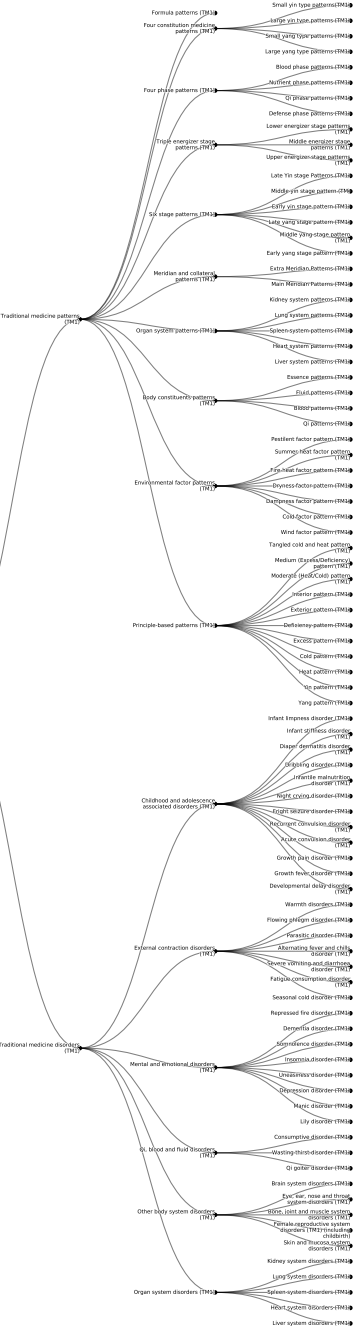 Small yin type patterns(TM1)
Formula patterns (TM1)
Large yin type patterns (TM1)
Four constitution medicine
patterns (TM1)
Small yang type patterns (TM1)
Large yang type patterns (TM1)
Blood phase patterns (TM1)
Nutrient phase patterns (TM1)
Four phase patterns (TM1)
Qi phase patterns (TM1)
Defense phase patterns (TM1)
Lower energizer stage patterns
(TM1)
Triple energizer stage
patterns (TM1)
Middle energizer stage
patterns (TM1)
Upper energizer stage patterns
(TM1)
Late Yin Stage Patterns (TM1)
Middle yin stage pattern (TM1)
Early yin stage pattern (TM1)
Six stage patterns (TM1)
Late yang stage pattern (TM1)
Middle yang stage pattern
(TM1)
Early yang stage pattern (TM1)
Extra Meridian Patterns (TM1)
Meridian and collateral
patterns (TM1)
Main Meridian Patterns (TM1)
Kidney system patterns (TM1)
Lung system patterns (TM1)
Traditional medicine patterns
(TM1)
Organ system patterns (TM1)
Spleen system patterns (TM1)
Heart system patterns (TM1)
Liver system patterns (TM1)
Essence patterns (TM1)
Fluid patterns (TM1)
Body constituents patterns
(TM1)
Blood patterns (TM1)
Qi patterns (TM1)
Pestilent factor pattern (TM1)
Summer heat factor pattern
(TM1)
Fire heat factor pattern (TM1)
Environmental factor patterns
(TM1)
Dryness factor pattern (TM1)
Dampness factor pattern (TM1)
Cold factor pattern (TM1)
Wind factor pattern (TM1)
Tangled cold and heat pattern
(TM1)
Medium (Excess/Deficiency)
pattern (TM1)
Moderate (Heat/Cold) pattern
(TM1)
Interior pattern (TM1)
Exterior pattern (TM1)
Principle-based patterns (TM1)
Deficiency pattern (TM1)
Excess pattern (TM1)
Cold pattern (TM1)
Heat pattern (TM1)
Yin pattern (TM1)
Yang pattern (TM1)
Infant limpness disorder (TM1)
Infant stiffness disorder
(TM1)
Diaper dermatitis disorder
(TM1)
Dribbling disorder (TM1)
Infantile malnutrition
disorder (TM1)
Night crying disorder (TM1)
Childhood and adolescence
associated disorders (TM1)
Fright seizure disorder (TM1)
Recurrent convulsion disorder
(TM1)
Acute convulsion disorder
(TM1)
Growth pain disorder (TM1)
Growth fever disorder (TM1)
Developmental delay disorder
(TM1)
Warmth disorders (TM1)
Flowing phlegm disorder (TM1)
Parasitic disorder (TM1)
External contraction disorders
(TM1)
Alternating fever and chills
disorder (TM1)
Severe vomiting and diarrhoea
disorder (TM1)
Fatigue consumption disorder
(TM1)
Seasonal cold disorder (TM1)
Repressed fire disorder (TM1)
Dementia disorder (TM1)
Traditional medicine disorders
(TM1)
Somnolence disorder (TM1)
Insomnia disorder (TM1)
Mental and emotional disorders
(TM1)
Uneasiness disorder (TM1)
Depression disorder (TM1)
Manic disorder (TM1)
Lily disorder (TM1)
Consumptive disorder (TM1)
Qi, blood and fluid disorders
(TM1)
Wasting thirst disorder (TM1)
Qi goiter disorder (TM1)
Brain system disorders (TM1)
Eye, ear, nose and throat
system disorders (TM1)
Other body system disorders
(TM1)
Bone, joint and muscle system
disorders (TM1)
Female reproductive system
disorders (TM1) (including
childbirth)
Skin and mucosa system
disorders (TM1)
Kidney system disorders (TM1)
Lung system disorders (TM1)
Organ system disorders (TM1)
Spleen system disorders (TM1)
Heart system disorders (TM1)
Liver system disorders (TM1)